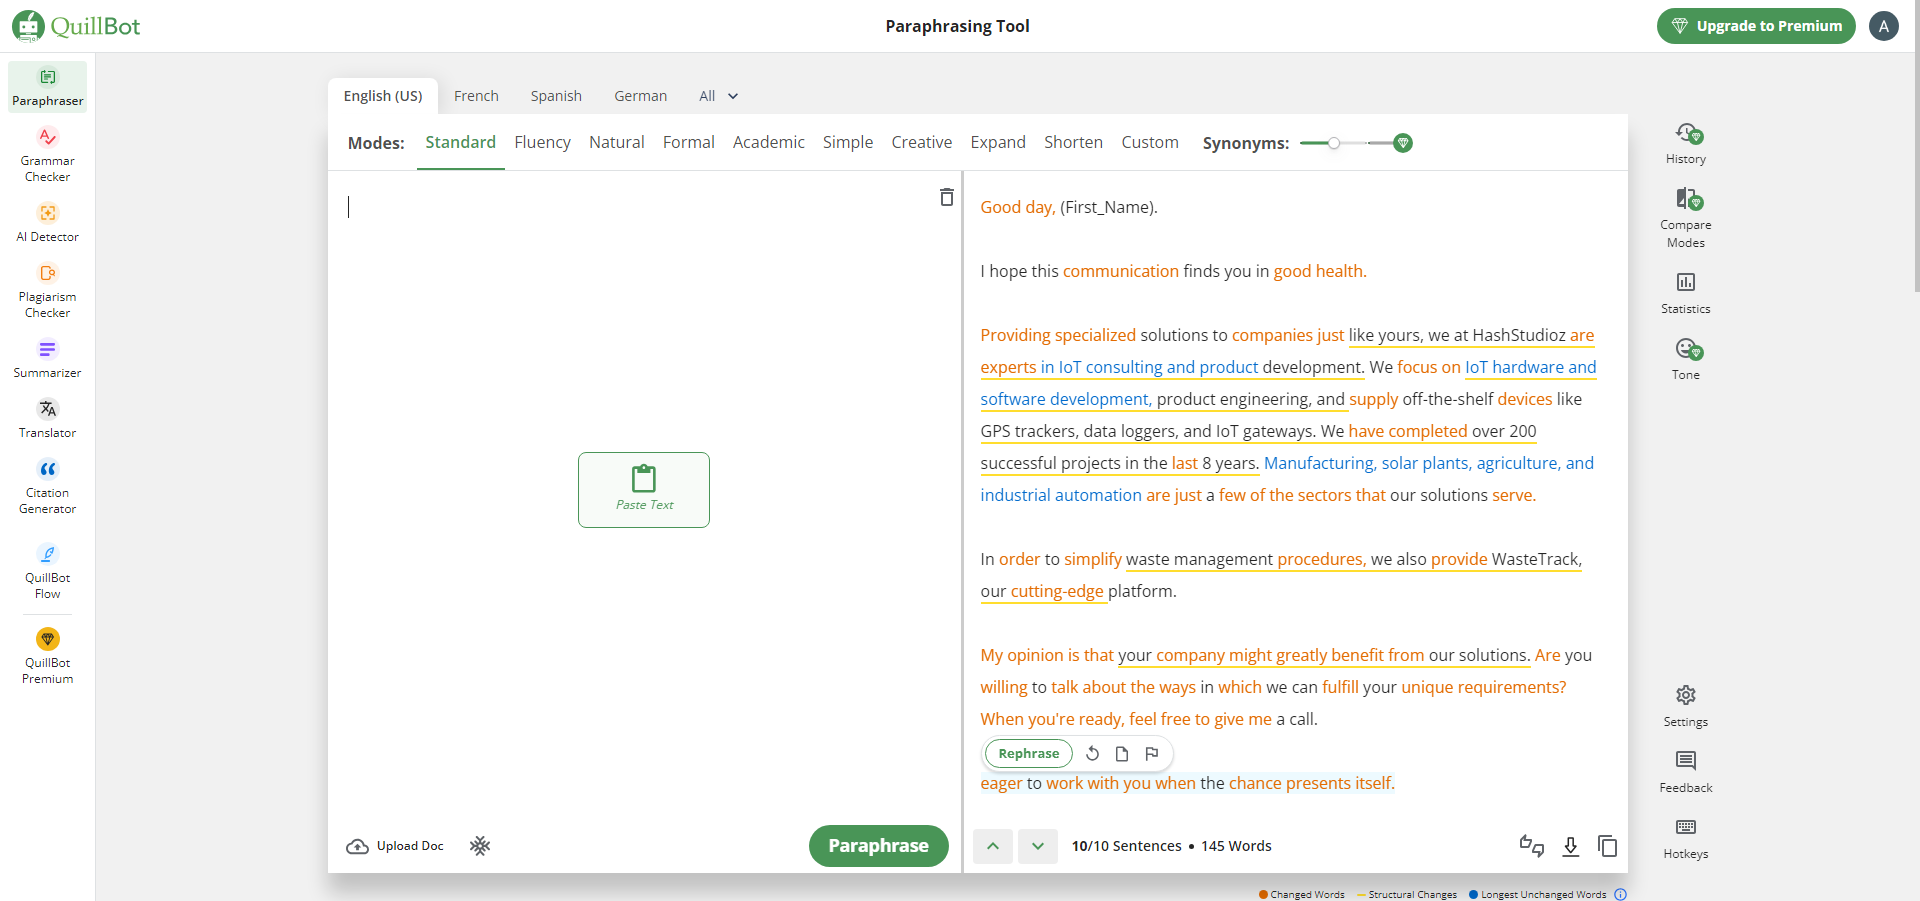 QuillBot
Paraphrasing Tool
Upgrade to Premium
A
Paraphraser
Grammar
Checker
AI Detector
Plagiarism
Checker
Summarizer
Translator
Citation
Generator
QuillBot
Flow
QuillBot
Premium
English (US) French Spanish German All
Modes: Standard Fluency Natural Formal Academic Simple Creative Expand Shorten Custom Synonyms:
Paste Text
Upload Doc
Paraphrase
Good day, (First_Name).
I hope this communication finds you in good health.
Providing specialized solutions to companies just like yours, we at HashStudioz are
experts in IoT consulting and product development. We focus on IoT hardware and
software development, product engineering, and supply off-the-shelf devices like
GPS trackers, data loggers, and IoT gateways. We have completed over 200
successful projects in the last 8 years. Manufacturing, solar plants, agriculture, and
industrial automation are just a few of the sectors that our solutions serve.
In order to simplify waste management procedures, we also provide WasteTrack,
our cutting-edge platform.
My opinion is that your company might greatly benefit from our solutions. Are you
willing to talk about the ways in which we can fulfill your unique requirements?
When you're ready, feel free to give me a call.
Rephrase
eager to work with you when the chance presents itself.
10/10 Sentences • 145 Words
History
Compare
Modes
Statistics
Tone
Settings
Feedback
Hotkeys
Changed Words Structural Changes Longest Unchanged Words